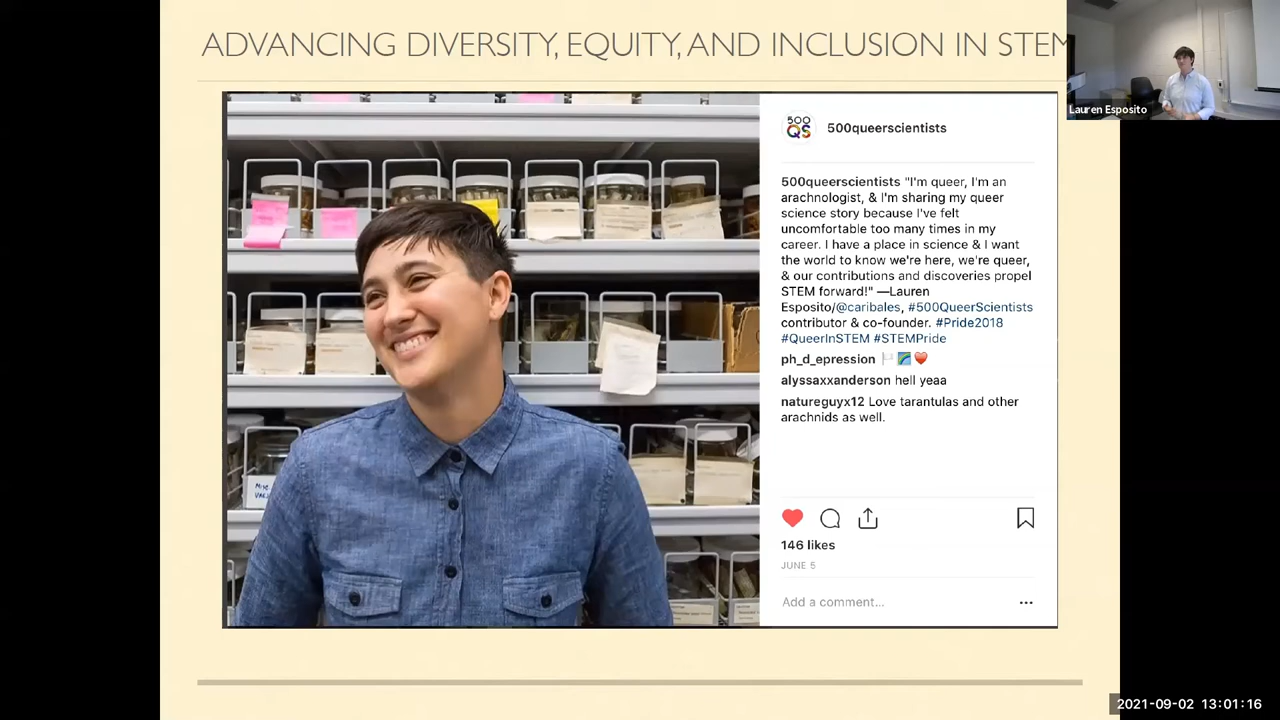 ADVANCING DIVERSITY, EQUITY, AND INCLUSION IN STEM
Lauren Esposito
500
QS
500queerscientists
500queerscientists "I'm queer, I'm an
arachnologist, & I'm sharing my queer
science story because I've felt
uncomfortable too many times in my
career. I have a place in science & I want
the world to know we're here, we're queer,
& our contributions and discoveries propel
STEM forward!" —Lauren
Esposito/@caribales, #500QueerScientists
contributor & co-founder. #Pride2018
#QueerInSTEM #STEMPride
ph_d_epression 🏳️ 🌈 ❤️
alyssaxxanderson hell yeaa
natureguyx12 Love tarantulas and other
arachnids as well.
146 likes
JUNE 5
Add a comment...
2021-09-02 13:01:16